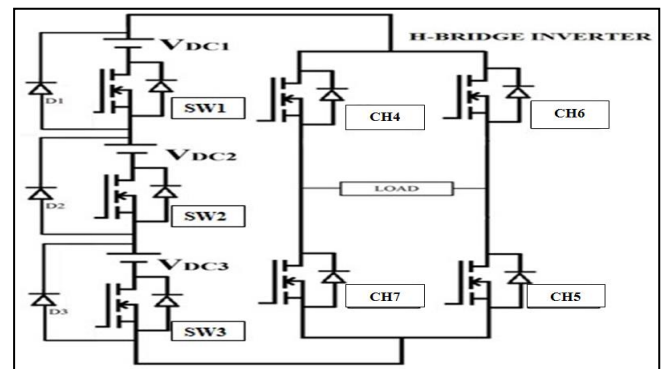 H-BRIDGE INVERTER
VDC1
D1
SW1
CH4
CH6
VDC2
D2
SW2
LOAD
VDC3
D3
SW3
CH7
CH5